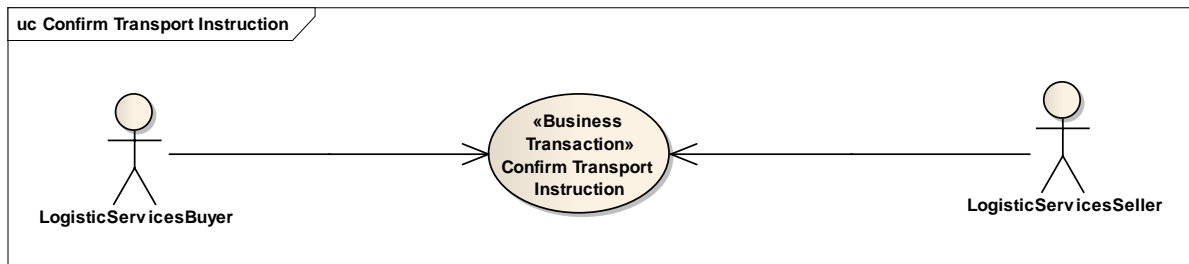 uc Confirm Transport Instruction
«Business
Transaction»
Confirm Transport
Instruction
LogisticServicesBuyer
LogisticServicesSeller